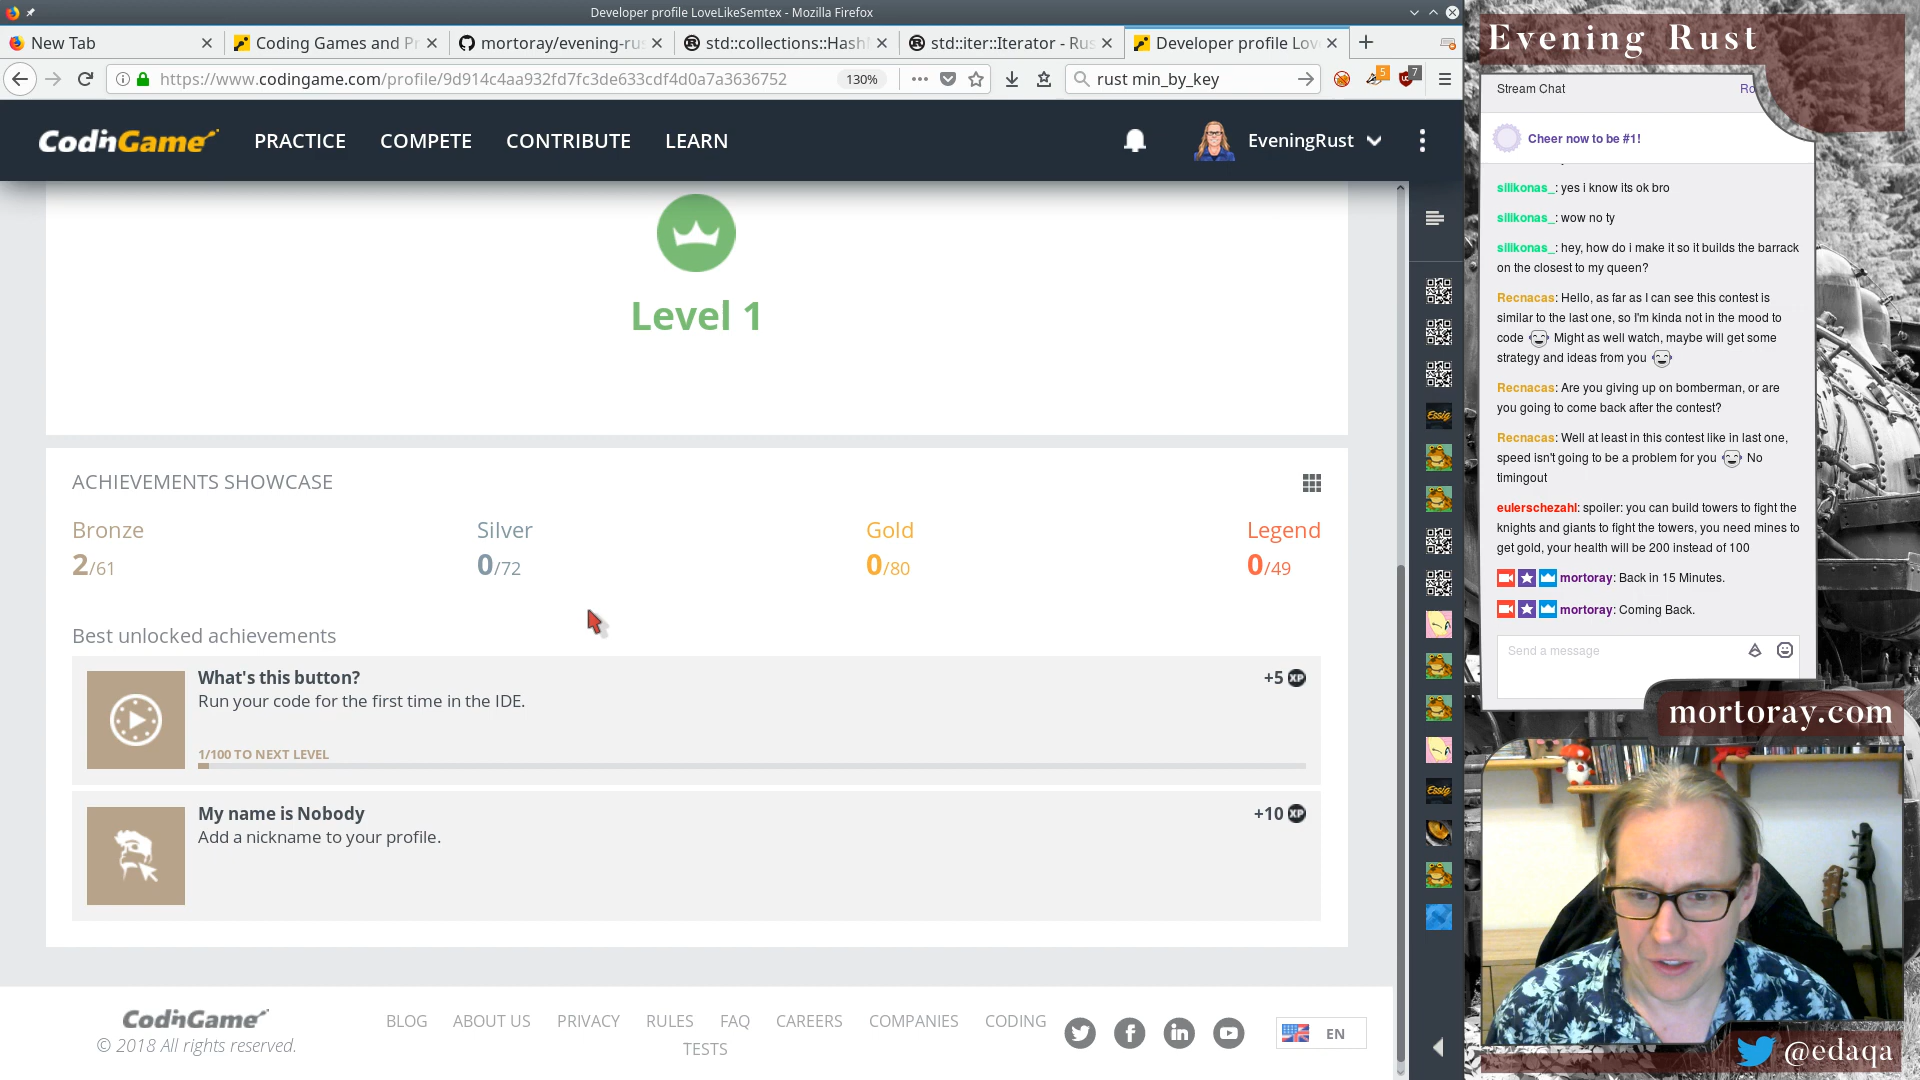 Developer profile LoveLikeSemtex - Mozilla Firefox
New Tab
Coding Games and Pr
mortoray/evening-rus
std::collections::Hash
std::iter::Iterator - Rus
Developer profile Lov
https://www.codingame.com/profile/9d914c4aa932fd7fc3de633cdf4d0a7a3636752
130%
rust min_by_key
5
7
CodinGame
PRACTICE
COMPETE
CONTRIBUTE
LEARN
EveningRust
Level 1
ACHIEVEMENTS SHOWCASE
Bronze
Silver
Gold
Legend
2/61
0/72
0/80
0/49
Best unlocked achievements
What's this button?
+5 XP
Run your code for the first time in the IDE.
1/100 TO NEXT LEVEL
My name is Nobody
+10 XP
Add a nickname to your profile.
CodinGame
© 2018 All rights reserved.
BLOG
ABOUT US
PRIVACY
RULES
FAQ
CAREERS
COMPANIES
CODING
TESTS
EN
Essig
Essig
Evening Rust
Stream Chat
Ro
Cheer now to be #1!
silikonas_: yes i know its ok bro
silikonas_: wow no ty
silikonas_: hey, how do i make it so it builds the barrack
on the closest to my queen?
Recnacas: Hello, as far as I can see this contest is
similar to the last one, so I'm kinda not in the mood to
code Might as well watch, maybe will get some
strategy and ideas from you
Recnacas: Are you giving up on bomberman, or are
you going to come back after the contest?
Recnacas: Well at least in this contest like in last one,
speed isn't going to be a problem for you No
timingout
eulerschezahl: spoiler: you can build towers to fight the
knights and giants to fight the towers, you need mines to
get gold, your health will be 200 instead of 100
mortoray: Back in 15 Minutes.
mortoray: Coming Back.
Send a message
mortoray.com
@edaqa